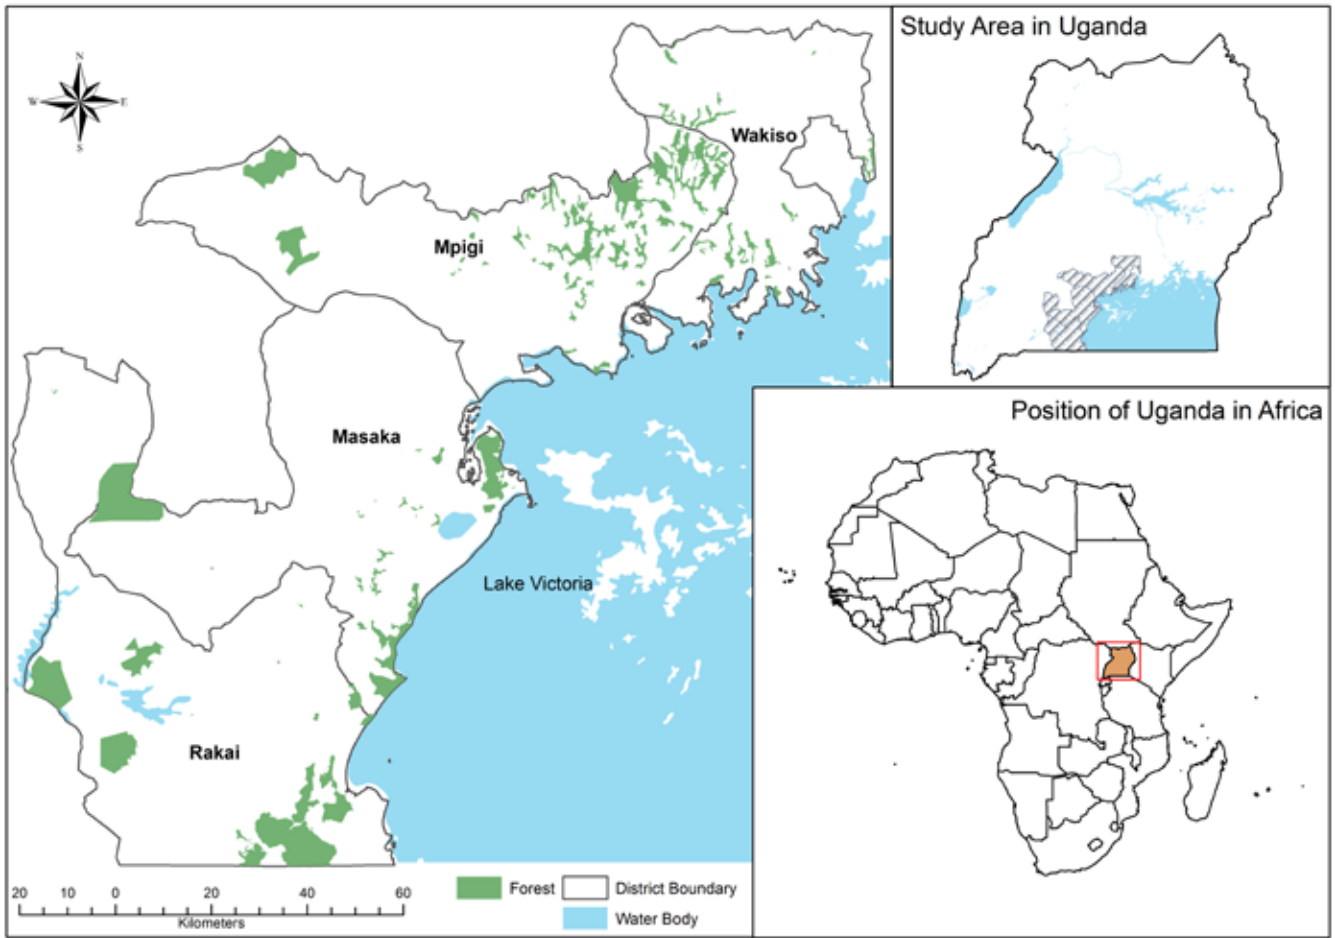 N
W
E
S
Wakiso
Mpigi
Masaka
Lake Victoria
Rakai
20 10 0 20 40 60
Kilometers
Forest
District Boundary
Water Body
Study Area in Uganda
Position of Uganda in Africa